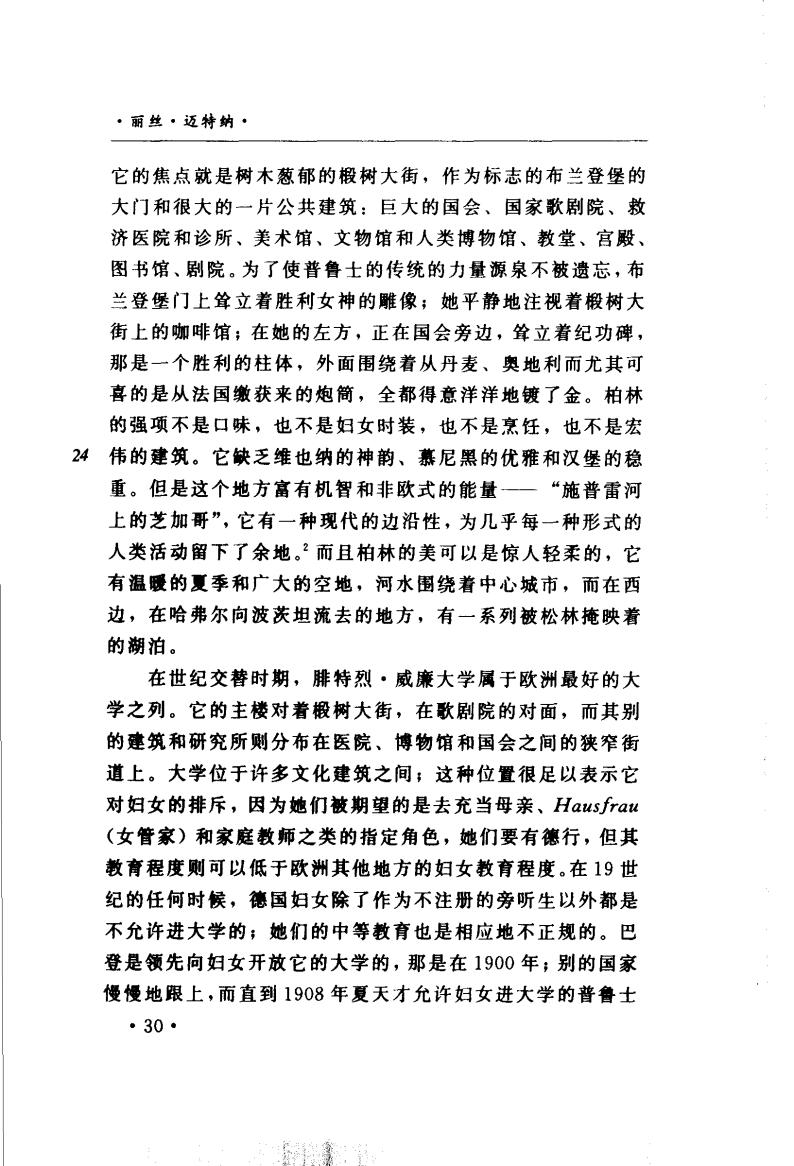 ·丽丝·迈特纳·
它的焦点就是树木葱郁的椴树大街，作为标志的布兰登堡的
大门和很大的一片公共建筑：巨大的国会、国家歌剧院、救
济医院和诊所、美术馆、文物馆和人类博物馆、教堂、宫殿、
图书馆、剧院。为了使普鲁士的传统的力量源泉不被遗忘，布
兰登堡门上耸立着胜利女神的雕像；她平静地注视着椴树大
街上的咖啡馆；在她的左方，正在国会旁边，耸立着纪功碑，
那是一个胜利的柱体，外面围绕着从丹麦、奥地利而尤其可
喜的是从法国缴获来的炮筒，全都得意洋洋地镀了金。柏林
的强项不是口味，也不是妇女时装，也不是烹饪，也不是宏
24 伟的建筑。它缺乏维也纳的神韵、慕尼黑的优雅和汉堡的稳
重。但是这个地方富有机智和非欧式的能量——“施普雷河
上的芝加哥”，它有一种现代的边沿性，为几乎每一种形式的
人类活动留下了余地。²而且柏林的美可以是惊人轻柔的，它
有温暖的夏季和广大的空地，河水围绕着中心城市，而在西
边，在哈弗尔向波茨坦流去的地方，有一系列被松林掩映着
的湖泊。
在世纪交替时期，腓特烈·威廉大学属于欧洲最好的大
学之列。它的主楼对着椴树大街，在歌剧院的对面，而其别
的建筑和研究所则分布在医院、博物馆和国会之间的狭窄街
道上。大学位于许多文化建筑之间；这种位置很足以表示它
对妇女的排斥，因为她们被期望的是去充当母亲、Hausfrau
（女管家）和家庭教师之类的指定角色，她们要有德行，但其
教育程度则可以低于欧洲其他地方的妇女教育程度。在19世
纪的任何时候，德国妇女除了作为不注册的旁听生以外都是
不允许进大学的；她们的中等教育也是相应地不正规的。巴
登是领先向妇女开放它的大学的，那是在1900年；别的国家
慢慢地跟上，而直到1908年夏天才允许妇女进大学的普鲁士
·30·